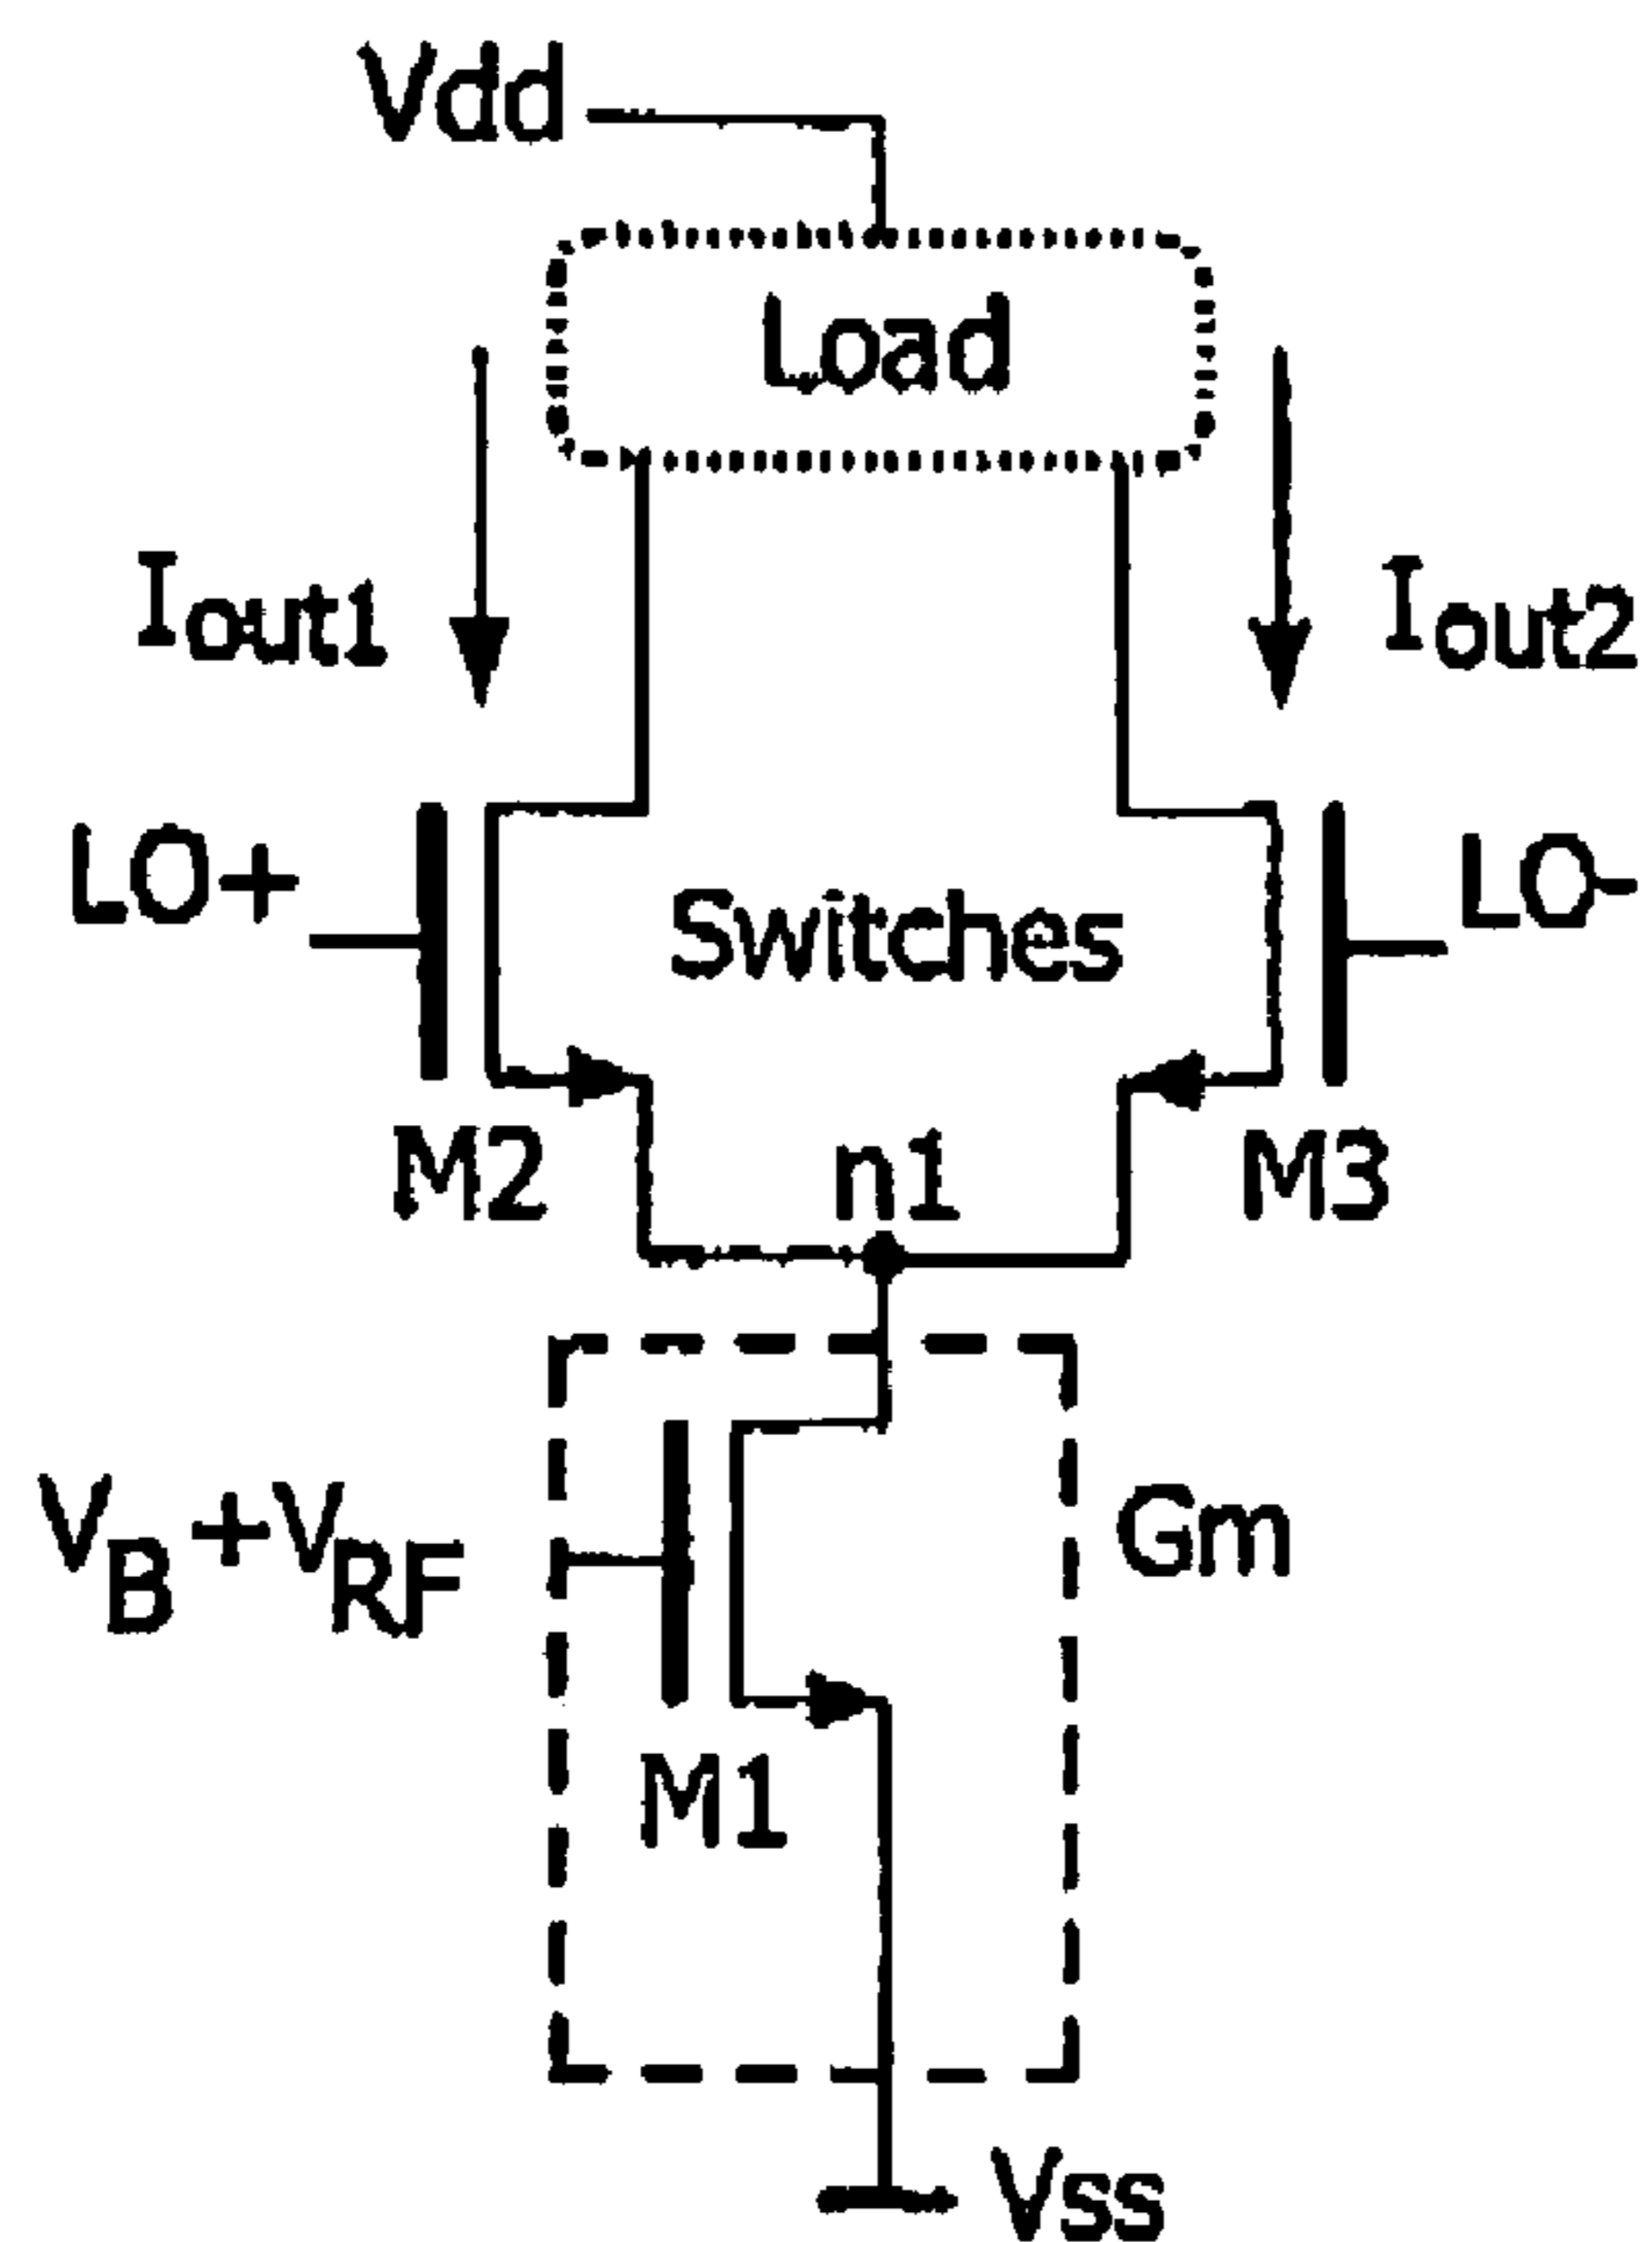 Vdd
Load
Iout1
Iout2
LO+
Switches
LO-
M2
n1
M3
VB+VRF
Gm
M1
Vss